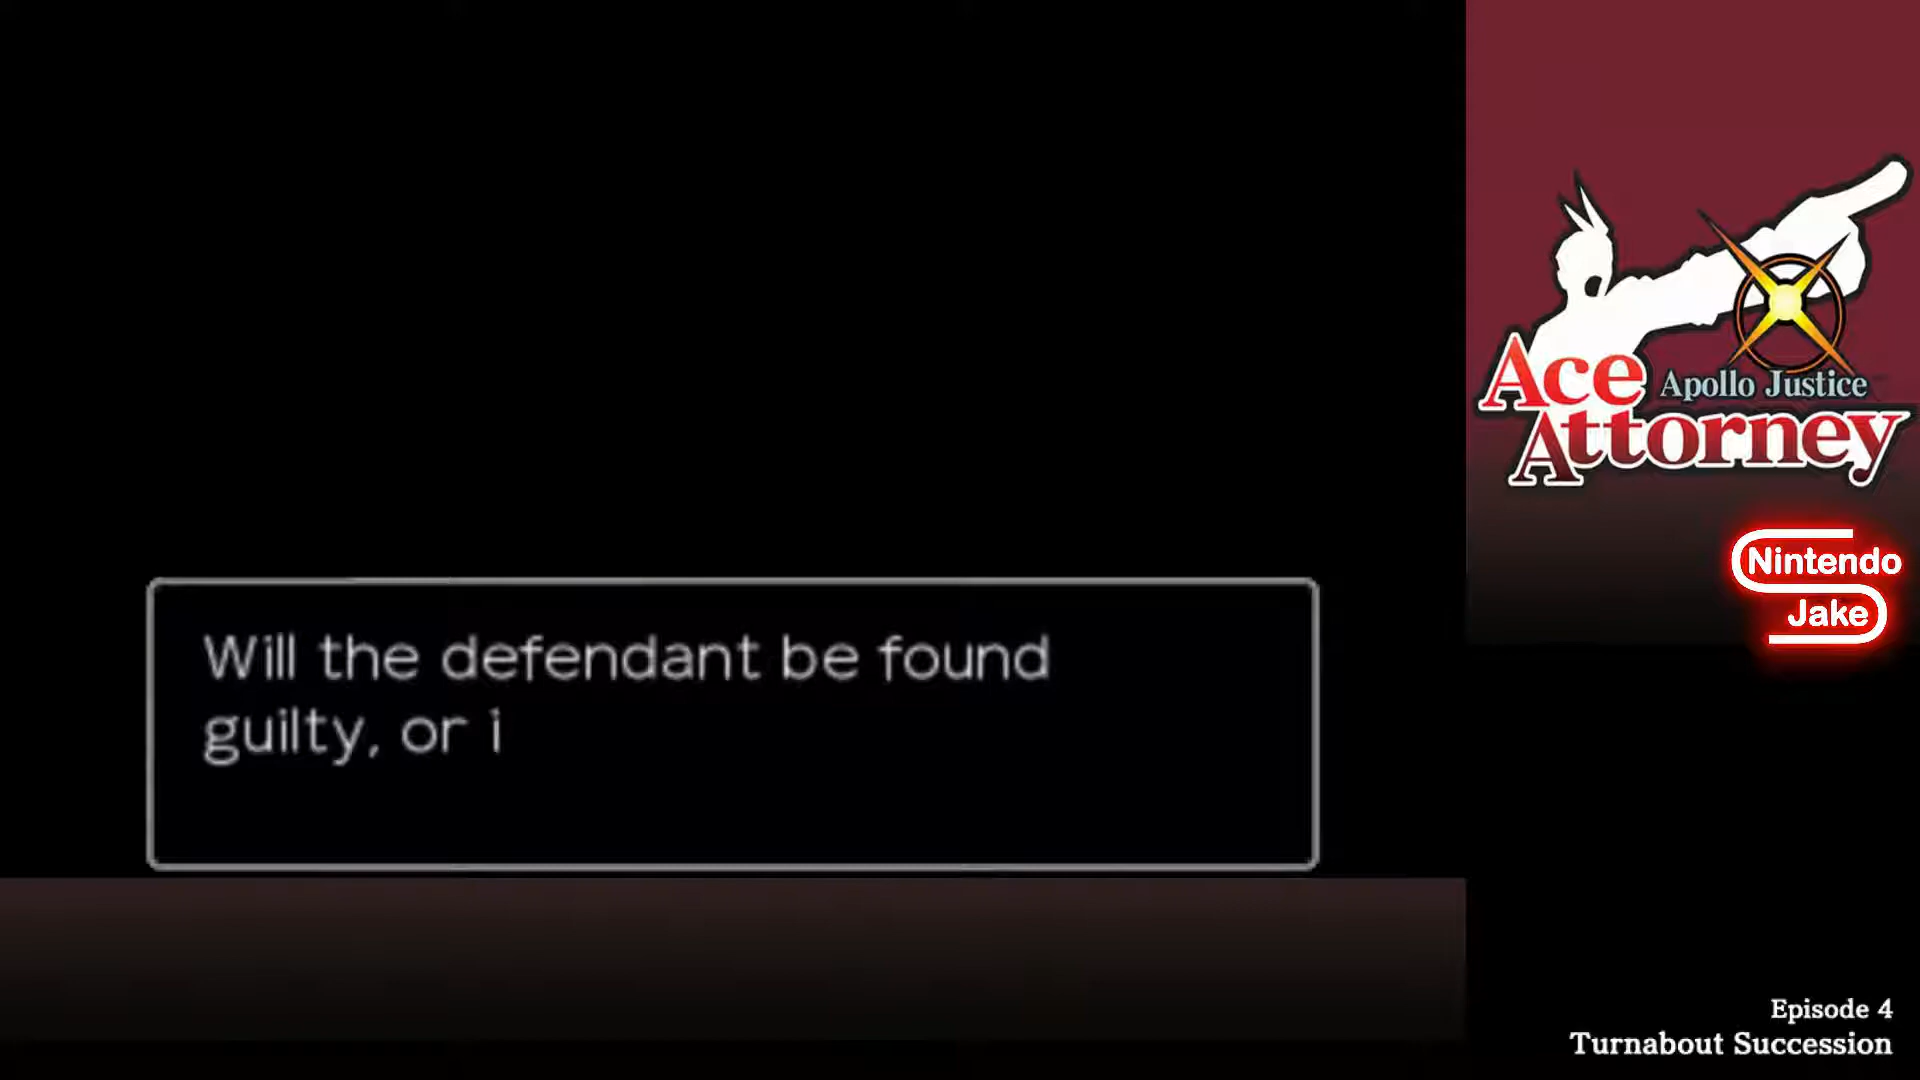 Will the defendant be found
guilty, or i
Ace
Apollo Justice
Attorney
Nintendo
Jake
Episode 4
Turnabout Succession